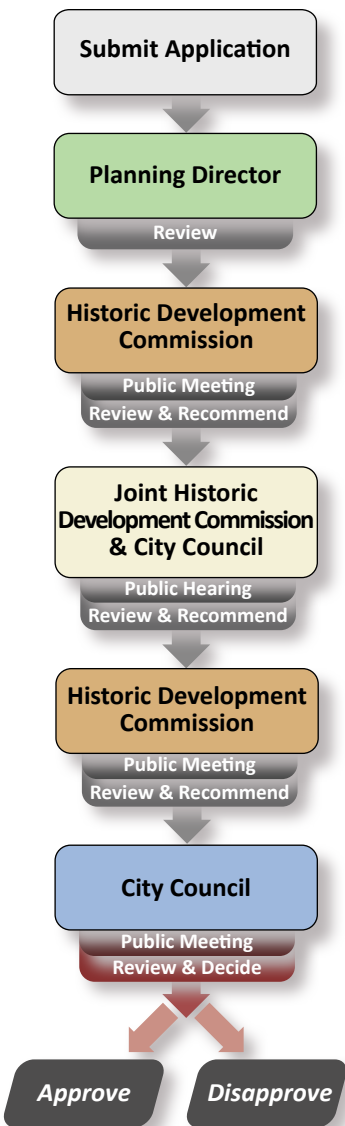 Submit Application
Planning Director
Review
Historic Development
Commission
Public Meeting
Review & Recommend
Joint Historic
Development Commission
& City Council
Public Hearing
Review & Recommend
Historic Development
Commission
Public Meeting
Review & Recommend
City Council
Public Meeting
Review & Decide
Approve
Disapprove